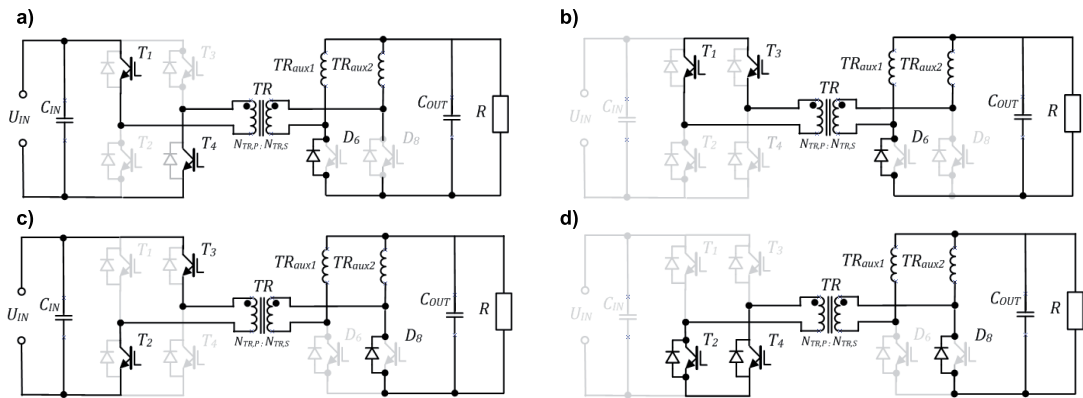 a)
T1
T3
TRaux1
TRaux2
UIN
CIN
TR
COUT
R
NTR,P : NTR,S
T2
T4
D6
D8
b)
T1
T3
TRaux1
TRaux2
UIN
CIN
TR
COUT
R
NTR,P : NTR,S
T2
T4
D6
D8
c)
T1
T3
TRaux1
TRaux2
UIN
CIN
TR
COUT
R
NTR,P : NTR,S
T2
T4
D6
D8
d)
T1
T3
TRaux1
TRaux2
UIN
CIN
TR
COUT
R
NTR,P : NTR,S
T2
T4
D6
D8